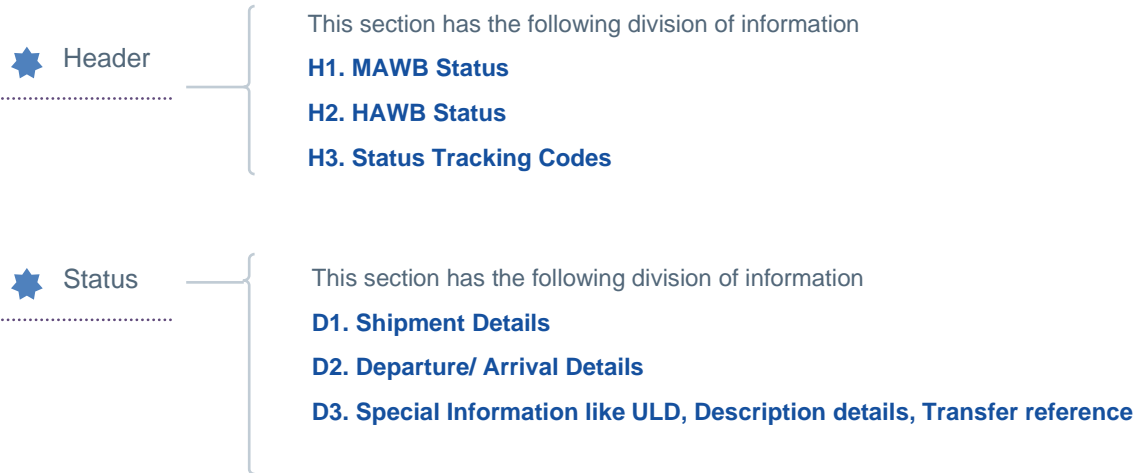 Header
This section has the following division of information
H1. MAWB Status
H2. HAWB Status
H3. Status Tracking Codes
Status
This section has the following division of information
D1. Shipment Details
D2. Departure/ Arrival Details
D3. Special Information like ULD, Description details, Transfer reference